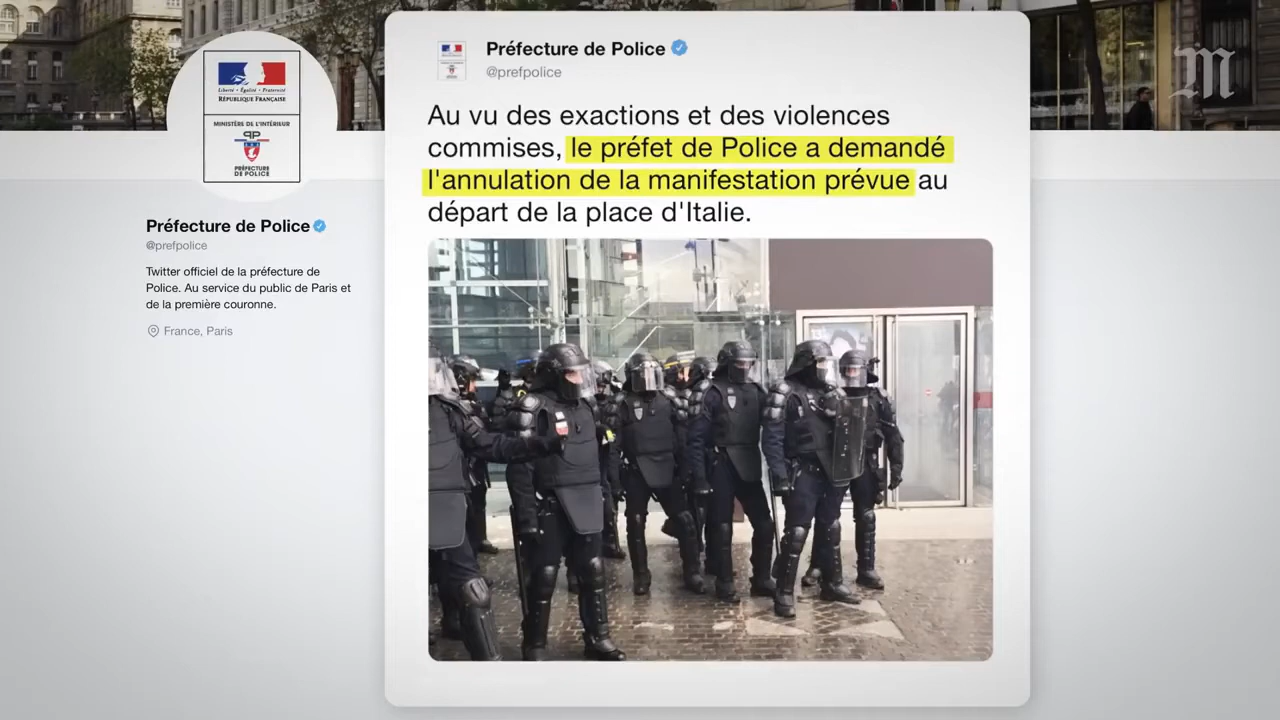 M
Préfecture de Police
@prefpolice
Au vu des exactions et des violences
commises, le préfet de Police a demandé
l'annulation de la manifestation prévue au
départ de la place d'Italie.
Liberté • Égalité • Fraternité
RÉPUBLIQUE FRANÇAISE
MINISTÈRE DE L'INTÉRIEUR
PP
PRÉFECTURE
DE POLICE
Préfecture de Police
@prefpolice
Twitter officiel de la préfecture de
Police. Au service du public de Paris et
de la première couronne.
France, Paris